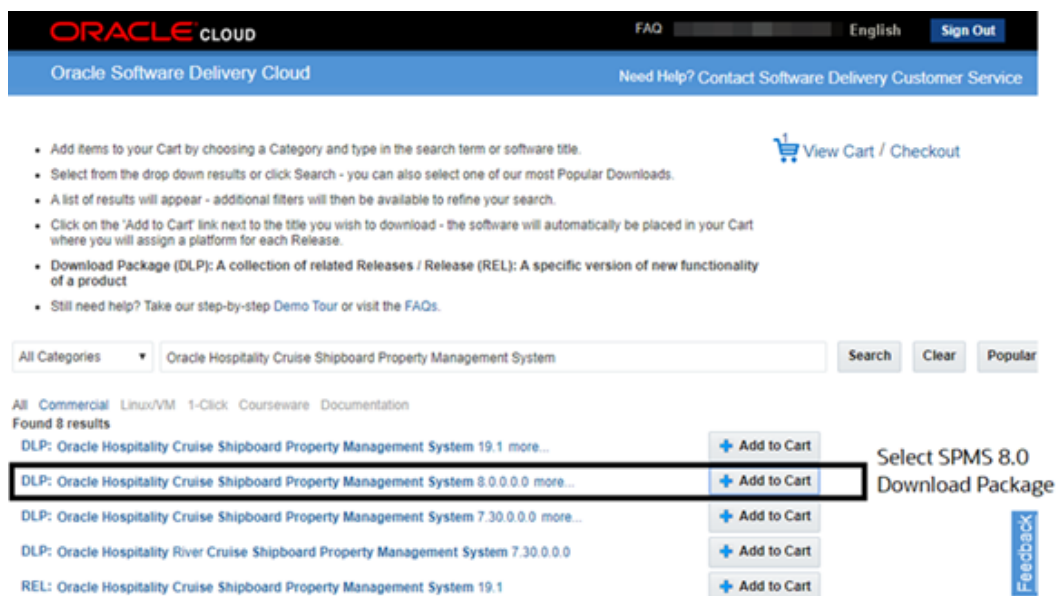 ORACLE CLOUD FAQ English Sign Out
Oracle Software Delivery Cloud Need Help? Contact Software Delivery Customer Service
• Add items to your Cart by choosing a Category and type in the search term or software title.
1 View Cart / Checkout
• Select from the drop down results or click Search - you can also select one of our most Popular Downloads.
• A list of results will appear - additional filters will then be available to refine your search.
• Click on the 'Add to Cart' link next to the title you wish to download - the software will automatically be placed in your Cart
where you will assign a platform for each Release.
• Download Package (DLP): A collection of related Releases / Release (REL): A specific version of new functionality
of a product
• Still need help? Take our step-by-step Demo Tour or visit the FAQs.
All Categories Oracle Hospitality Cruise Shipboard Property Management System Search Clear Popular
All Commercial Linux/VM 1-Click Courseware Documentation
Found 8 results
DLP: Oracle Hospitality Cruise Shipboard Property Management System 19.1 more... + Add to Cart
DLP: Oracle Hospitality Cruise Shipboard Property Management System 8.0.0.0.0 more... + Add to Cart
Select SPMS 8.0
Download Package
DLP: Oracle Hospitality Cruise Shipboard Property Management System 7.30.0.0.0 more... + Add to Cart
DLP: Oracle Hospitality River Cruise Shipboard Property Management System 7.30.0.0.0 + Add to Cart
REL: Oracle Hospitality Cruise Shipboard Property Management System 19.1 + Add to Cart
Feedback